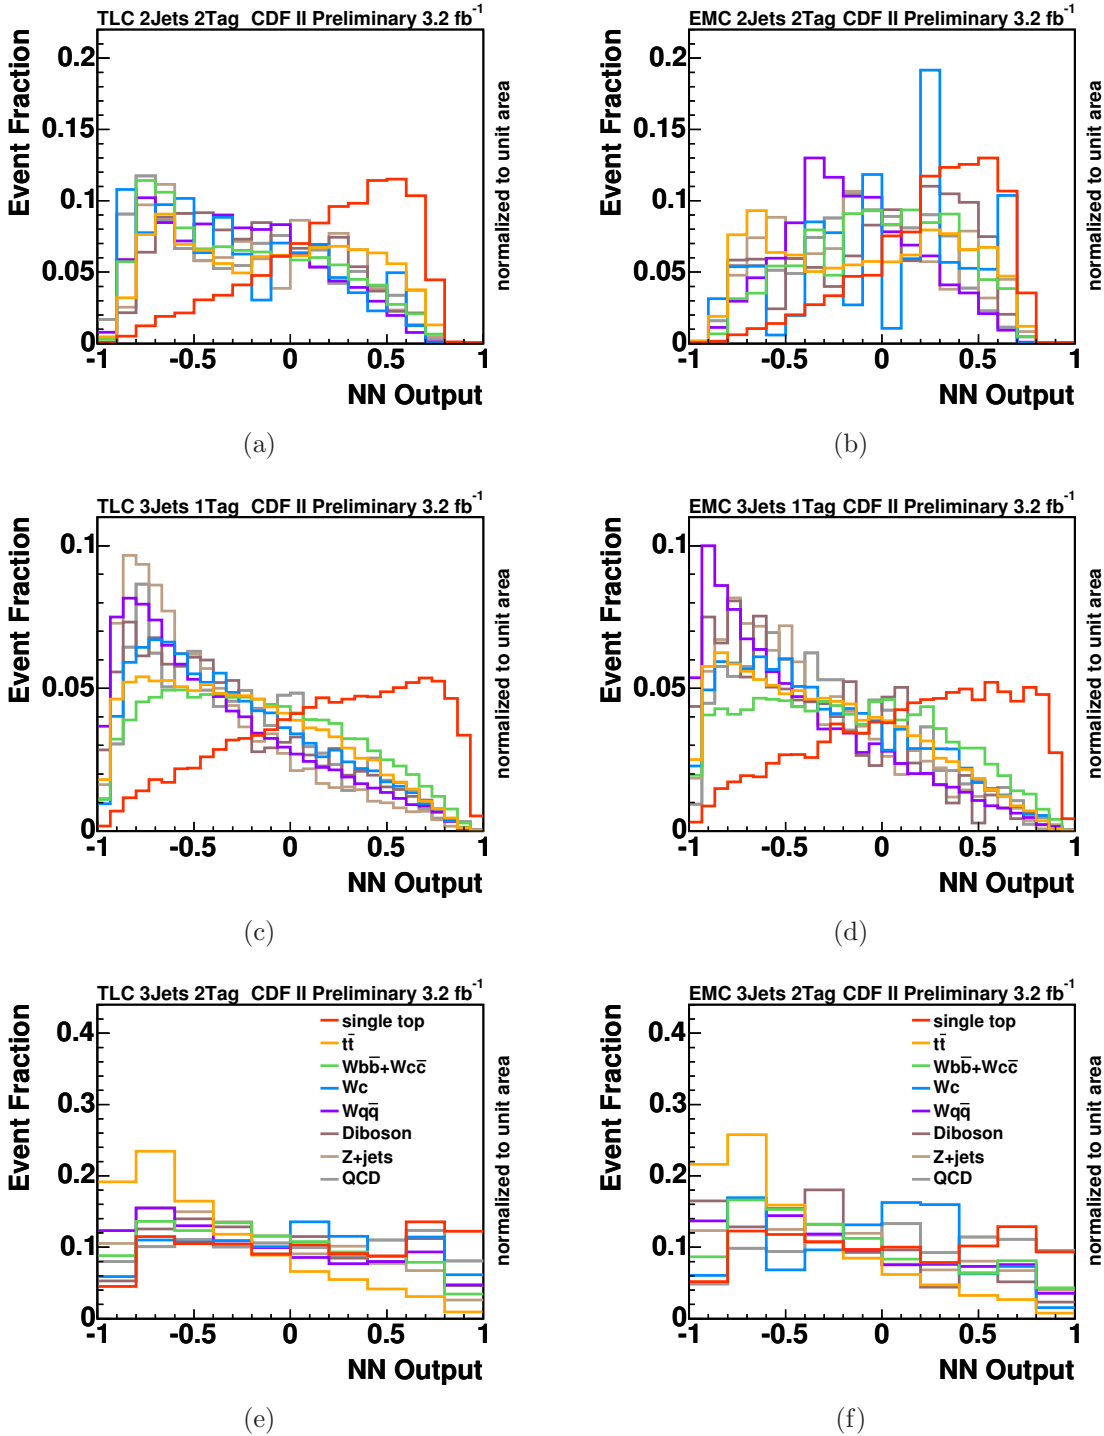 TLC 2Jets 2Tag CDF II Preliminary 3.2 fb⁻¹
Event Fraction
normalized to unit area
0.2
0.15
0.1
0.05
0
-1 -0.5 0 0.5 1
NN Output
(a)
EMC 2Jets 2Tag CDF II Preliminary 3.2 fb⁻¹
Event Fraction
normalized to unit area
0.2
0.15
0.1
0.05
0
-1 -0.5 0 0.5 1
NN Output
(b)
TLC 3Jets 1Tag CDF II Preliminary 3.2 fb⁻¹
Event Fraction
normalized to unit area
0.1
0.05
0
-1 -0.5 0 0.5 1
NN Output
(c)
EMC 3Jets 1Tag CDF II Preliminary 3.2 fb⁻¹
Event Fraction
normalized to unit area
0.1
0.05
0
-1 -0.5 0 0.5 1
NN Output
(d)
TLC 3Jets 2Tag CDF II Preliminary 3.2 fb⁻¹
Event Fraction
normalized to unit area
0.4
0.3
0.2
0.1
0
single top
tt̅
Wbb̅+Wcc̅
Wc
Wqq̅
Diboson
Z+jets
QCD
-1 -0.5 0 0.5 1
NN Output
(e)
EMC 3Jets 2Tag CDF II Preliminary 3.2 fb⁻¹
Event Fraction
normalized to unit area
0.4
0.3
0.2
0.1
0
single top
tt̅
Wbb̅+Wcc̅
Wc
Wqq̅
Diboson
Z+jets
QCD
-1 -0.5 0 0.5 1
NN Output
(f)